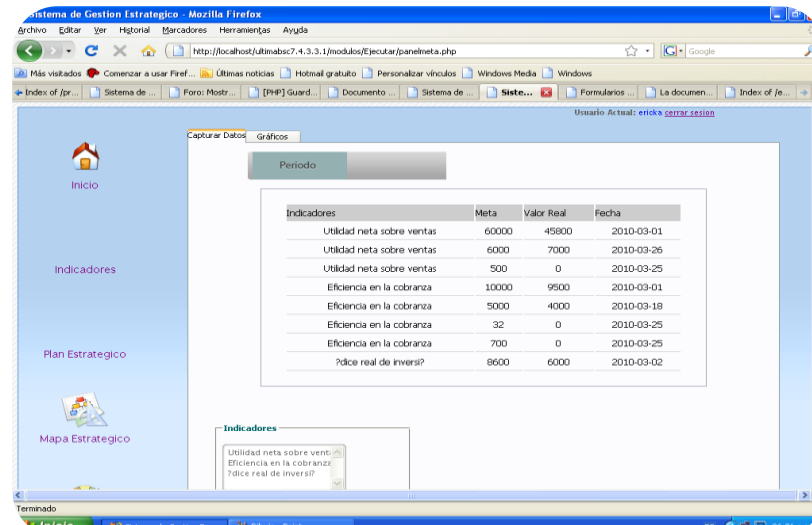 Sistema de Gestion Estrategico - Mozilla Firefox
Archivo Editar Ver Historial Marcadores Herramientas Ayuda
http://localhost/ultimabsc7.4.3.3.1/modulos/Ejecutar/panelmeta.php Google
Más visitados Comenzar a usar Firef... Últimas noticias Hotmail gratuito Personalizar vínculos Windows Media Windows
Index of /pr... Sistema de ... Foro: Mostr... [PHP] Guard... Documento ... Sistema de ... Siste... Formularios ... La documen... Index of /e...
Usuario Actual: ericka cerrar sesion
Capturar Datos Gráficos
Periodo
Inicio
Indicadores Meta Valor Real Fecha
Utilidad neta sobre ventas 60000 45800 2010-03-01
Utilidad neta sobre ventas 6000 7000 2010-03-26
Utilidad neta sobre ventas 500 0 2010-03-25
Indicadores
Eficiencia en la cobranza 10000 9500 2010-03-01
Eficiencia en la cobranza 5000 4000 2010-03-18
Eficiencia en la cobranza 32 0 2010-03-25
Eficiencia en la cobranza 700 0 2010-03-25
Plan Estrategico
?dice real de inversi? 8600 6000 2010-03-02
Mapa Estrategico
Indicadores
Utilidad neta sobre vent
Eficiencia en la cobranza
?dice real de inversi?
Terminado